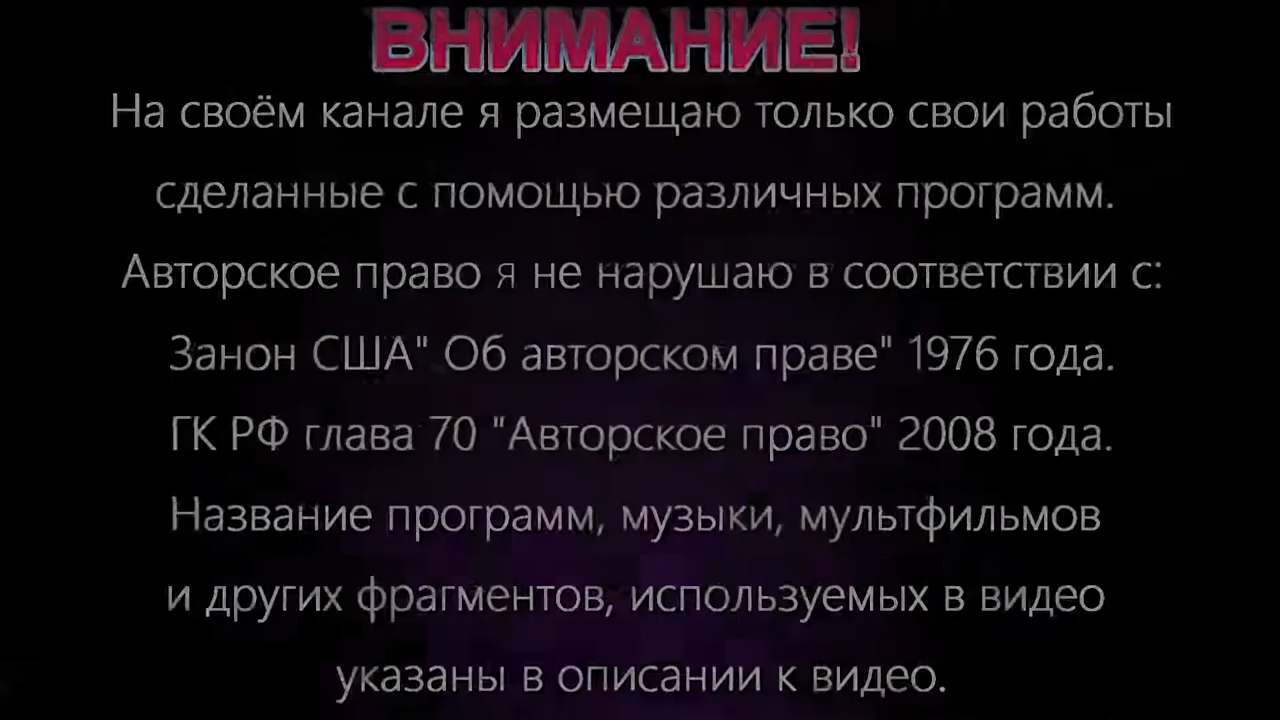 ВНИМАНИЕ!
На своём канале я размещаю только свои работы
сделанные с помощью различных программ.
Авторское право я не нарушаю в соответствии с:
Занон США" Об авторском праве" 1976 года.
ГК РФ глава 70 "Авторское право" 2008 года.
Название программ, музыки, мультфильмов
и других фрагментов, используемых в видео
указаны в описании к видео.